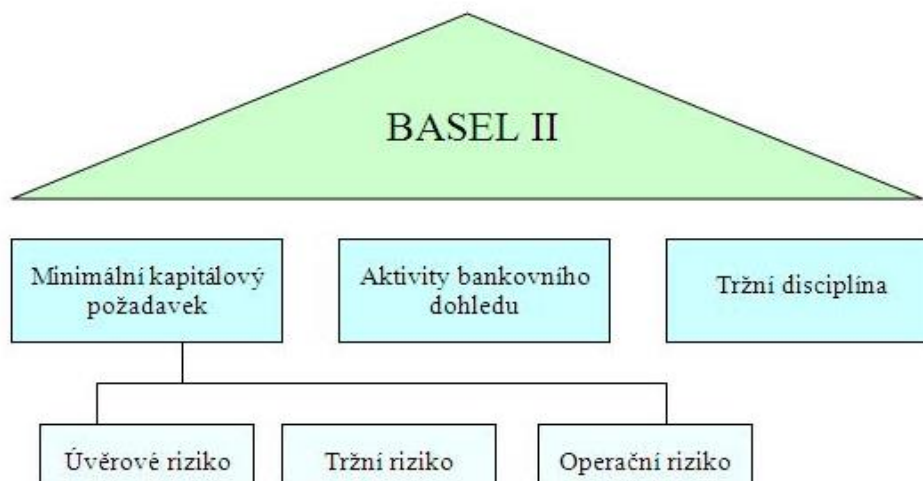 BASEL II
Minimální kapitálový
požadavek
Aktivity bankovního
dohledu
Tržní disciplína
Úvěrové riziko
Tržní riziko
Operační riziko